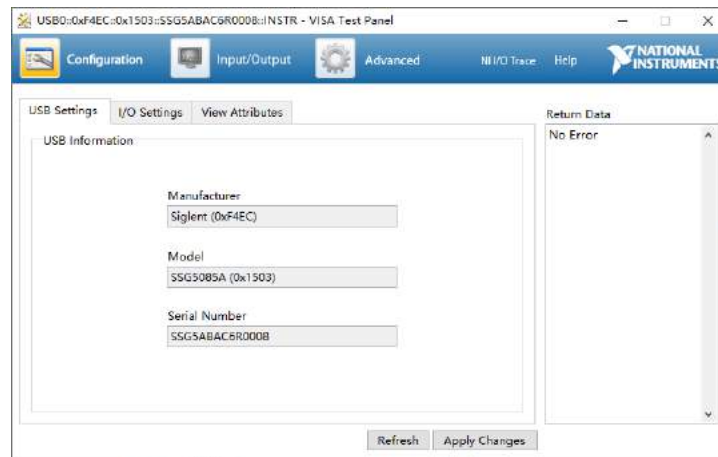 USB0::0xF4EC::0x1503::SSG5ABAC6R0008::INSTR - VISA Test Panel
Configuration
Input/Output
Advanced
NI I/O Trace
Help
NATIONAL
INSTRUMENTS
USB Settings
I/O Settings
View Attributes
Return Data
USB Information
No Error
Manufacturer
Siglent (0xF4EC)
Model
SSG5085A (0x1503)
Serial Number
SSG5ABAC6R0008
Refresh
Apply Changes